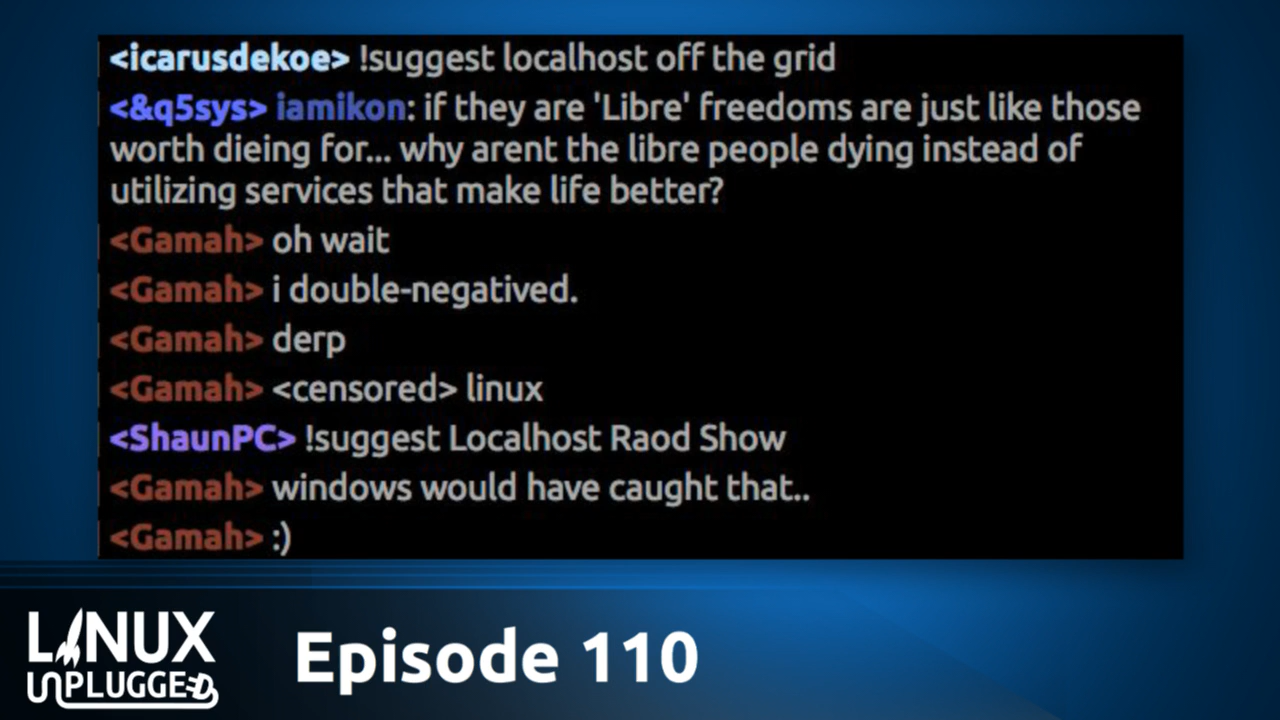 <icarusdekoe> !suggest localhost off the grid
<&q5sys> iamikon: if they are 'Libre' freedoms are just like those
worth dieing for... why arent the libre people dying instead of
utilizing services that make life better?
<Gamah> oh wait
<Gamah> i double-negatived.
<Gamah> derp
<Gamah> <censored> linux
<ShaunPC> !suggest Localhost Raod Show
<Gamah> windows would have caught that..
<Gamah> :)
LINUX
UNPLUGGED
Episode 110